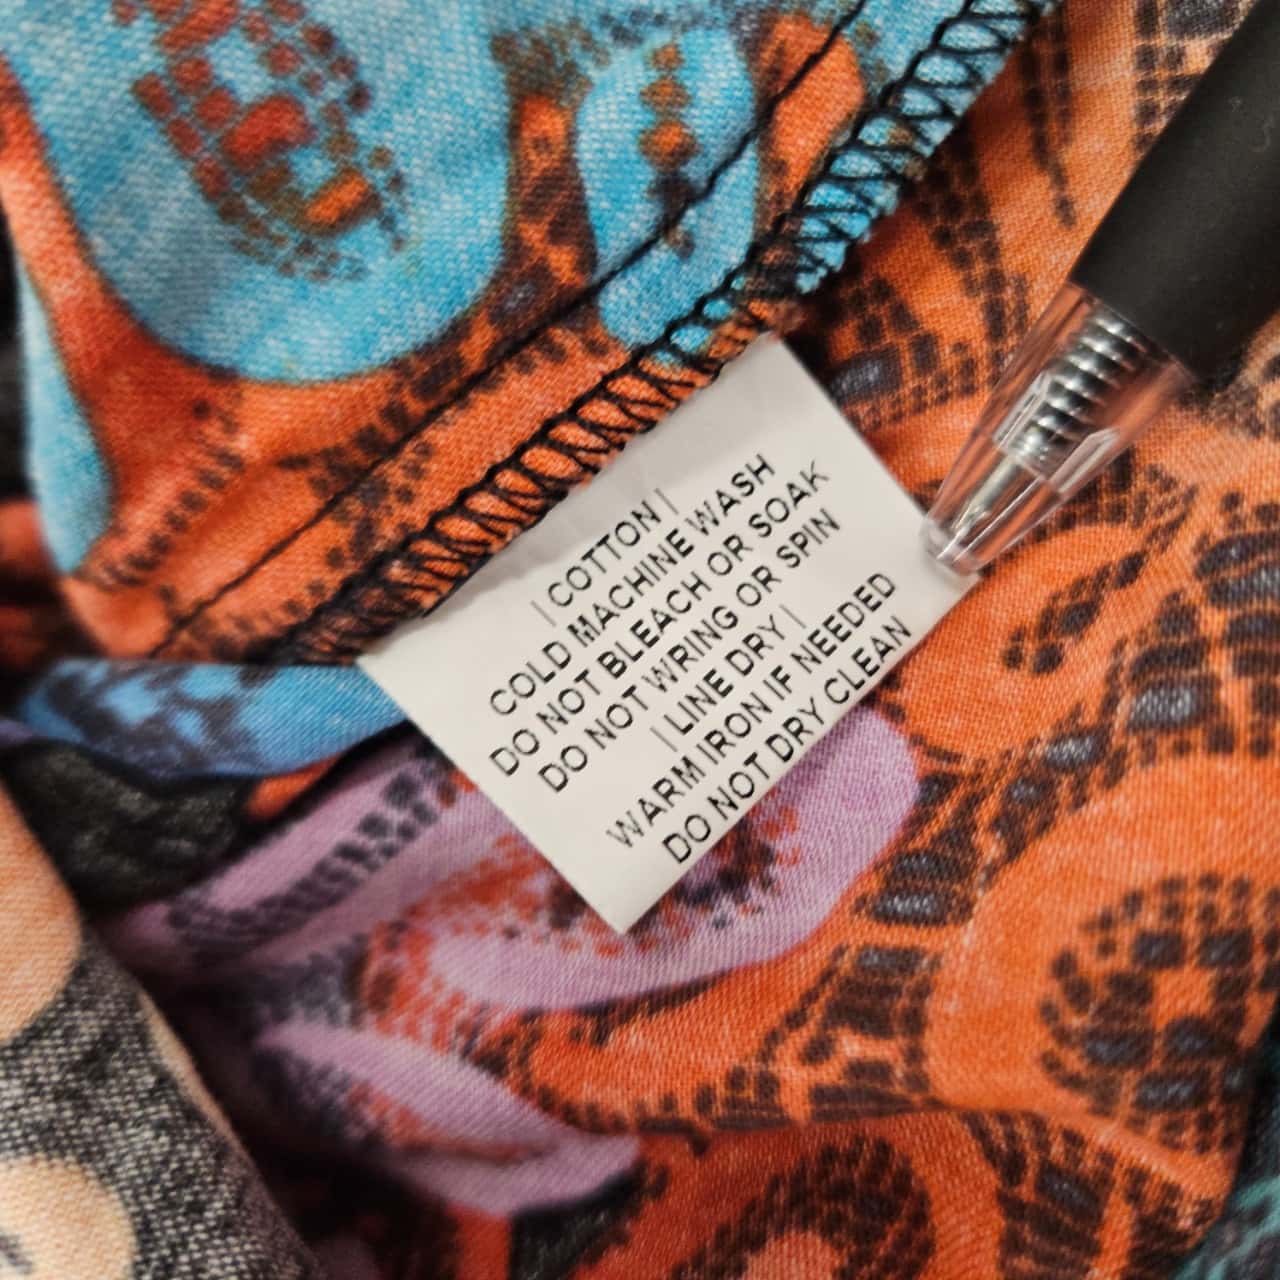 | COTTON |
COLD MACHINE WASH
DO NOT BLEACH OR SOAK
DO NOT WRING OR SPIN
| LINE DRY |
WARM IRON IF NEEDED
DO NOT DRY CLEAN